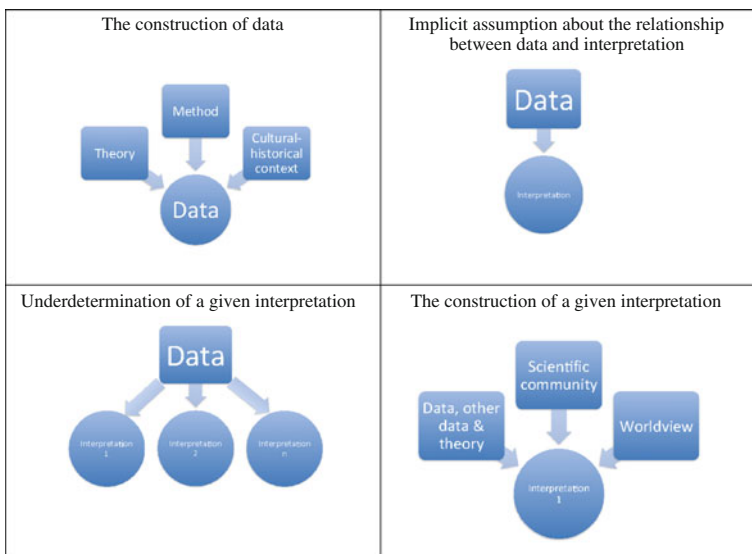 The construction of data
Method
Theory
Cultural-
historical
context
Data
Implicit assumption about the relationship
between data and interpretation
Data
Interpretation
Underdetermination of a given interpretation
Data
Interpretation
1
Interpretation
2
Interpretation
n
The construction of a given interpretation
Scientific
community
Data, other
data &
theory
Worldview
Interpretation
1